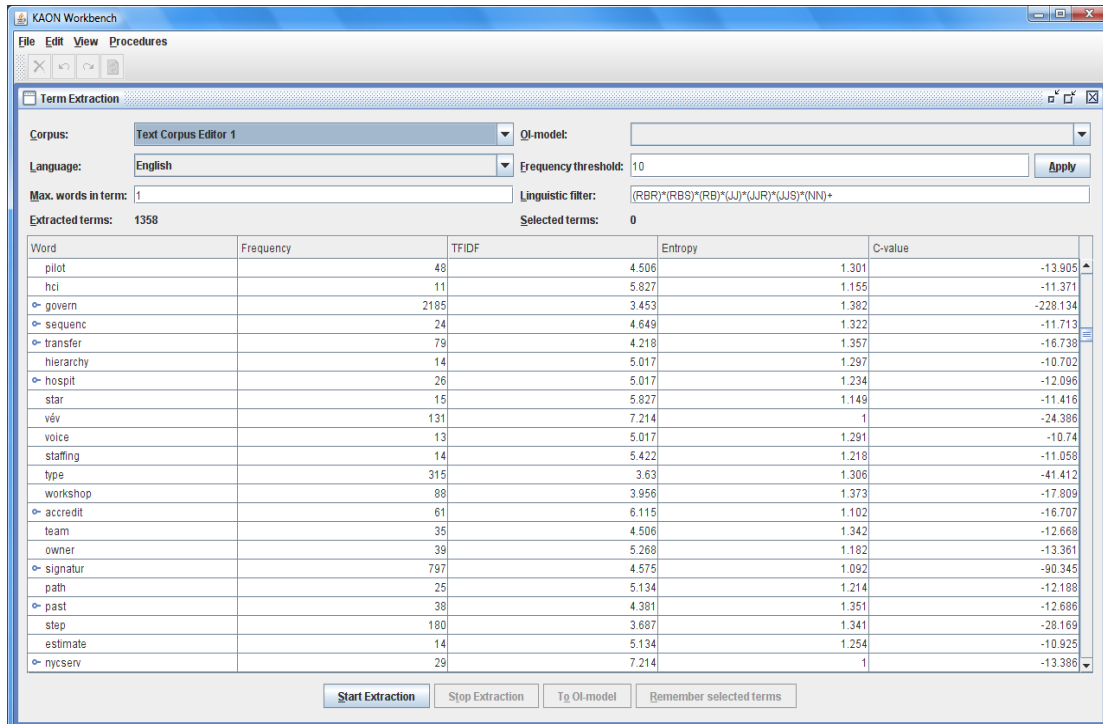 KAON Workbench
File Edit View Procedures
Term Extraction
Corpus: Text Corpus Editor 1 OI-model:
Language: English Frequency threshold: 10 Apply
Max. words in term: 1 Linguistic filter: (RBR)*(RBS)*(RB)*(JJ)*(JJR)*(JJS)*(NN)+
Extracted terms: 1358 Selected terms: 0
Word Frequency TFIDF Entropy C-value
pilot 48 4.506 1.301 -13.905
hci 11 5.827 1.155 -11.371
govern 2185 3.453 1.382 -228.134
sequenc 24 4.649 1.322 -11.713
transfer 79 4.218 1.357 -16.738
hierarchy 14 5.017 1.297 -10.702
hospit 26 5.017 1.234 -12.096
star 15 5.827 1.149 -11.416
vév 131 7.214 1 -24.386
voice 13 5.017 1.291 -10.74
staffing 14 5.422 1.218 -11.058
type 315 3.63 1.306 -41.412
workshop 88 3.956 1.373 -17.809
accredit 61 6.115 1.102 -16.707
team 35 4.506 1.342 -12.668
owner 39 5.268 1.182 -13.361
signatur 797 4.575 1.092 -90.345
path 25 5.134 1.214 -12.188
past 38 4.381 1.351 -12.686
step 180 3.687 1.341 -28.169
estimate 14 5.134 1.254 -10.925
nycserv 29 7.214 1 -13.386
Start Extraction Stop Extraction To OI-model Remember selected terms